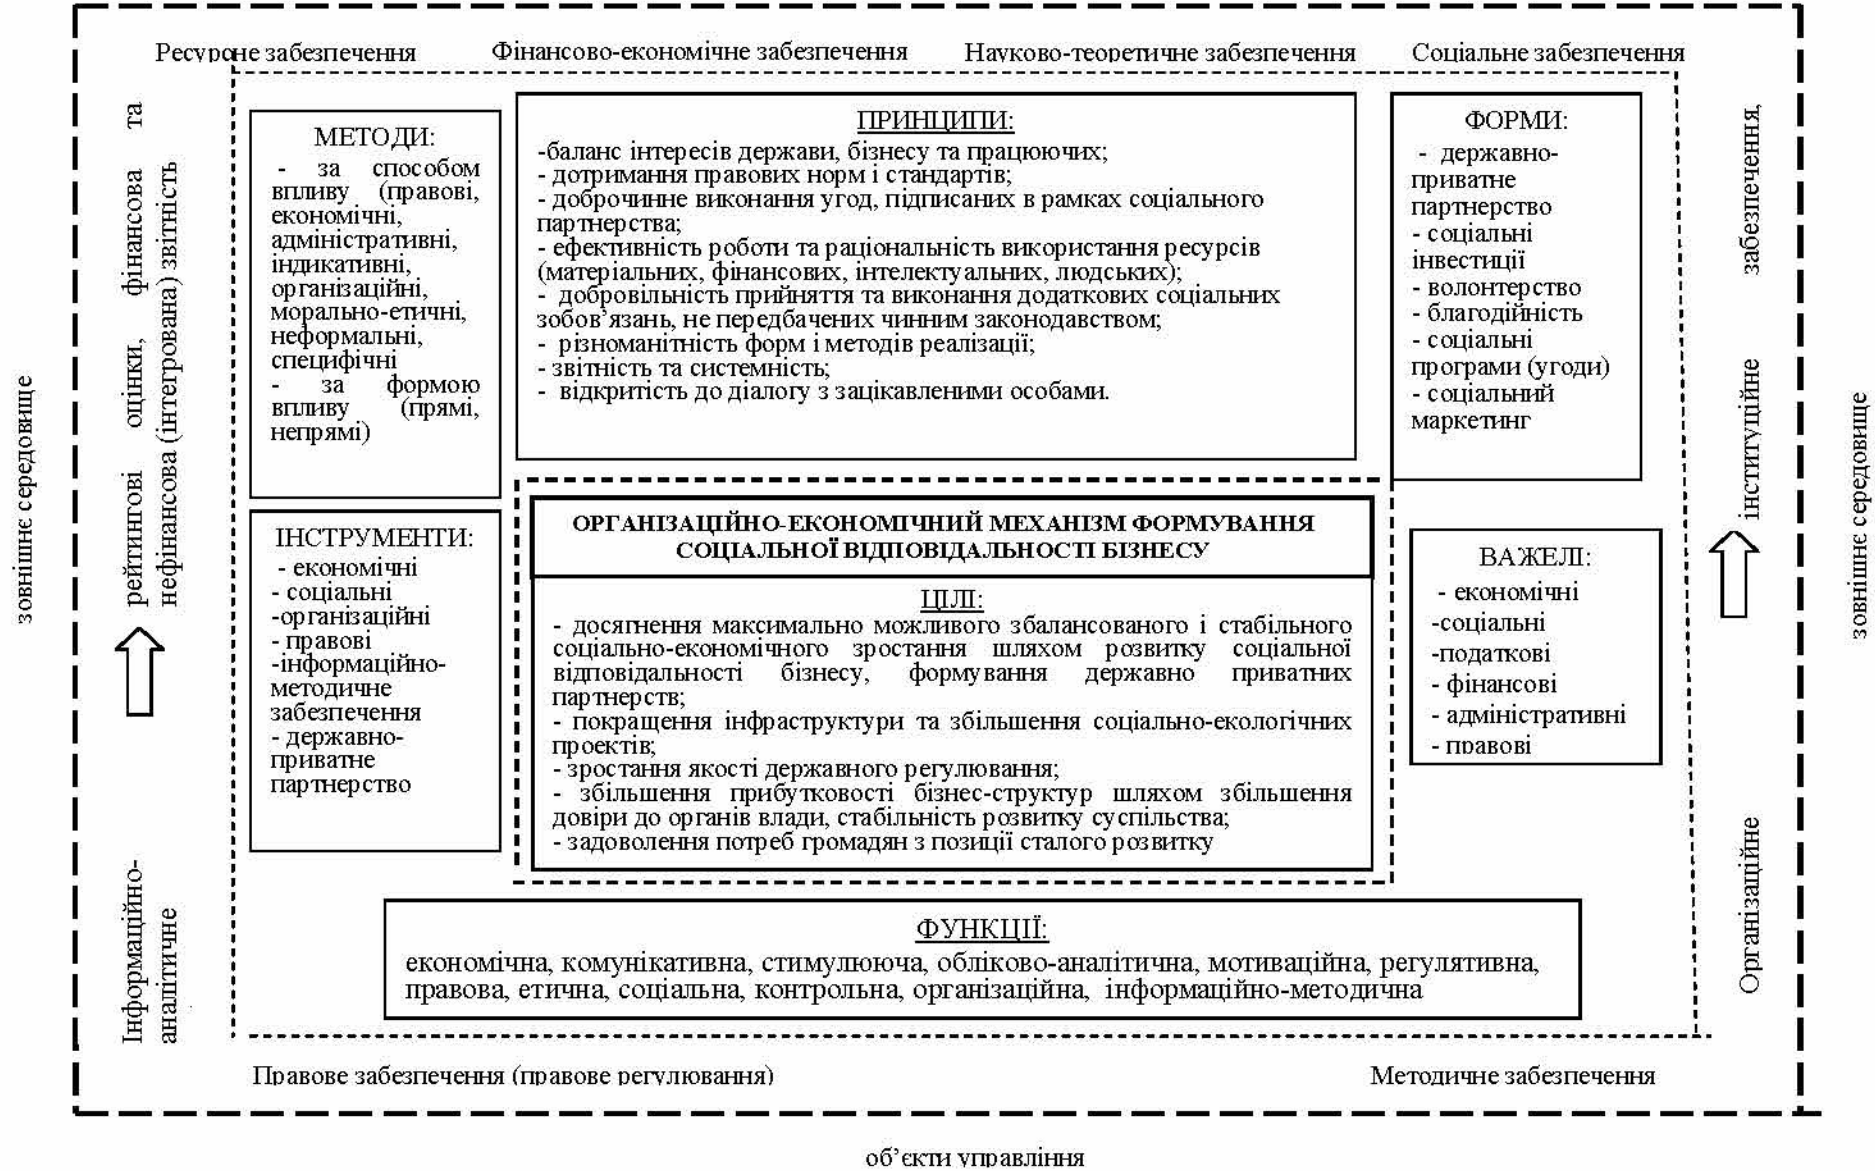 Ресурсне забезпечення
Фінансово-економічне забезпечення
Науково-теоретичне забезпечення
Соціальне забезпечення
зовнішнє середовище
рейтингові оцінки, фінансова та
нефінансова (інтегрована) звітність
Інформаційно-
аналітичне
МЕТОДИ:
- за способом
впливу (правові,
економічні,
адміністративні,
індикативні,
організаційні,
морально-етичні,
неформальні,
специфічні
- за формою
впливу (прямі,
непрямі)
ПРИНЦИПИ:
-баланс інтересів держави, бізнесу та працюючих;
- дотримання правових норм і стандартів;
- доброчинне виконання угод, підписаних в рамках соціального
партнерства;
- ефективність роботи та раціональність використання ресурсів
(матеріальних, фінансових, інтелектуальних, людських);
- добровільність прийняття та виконання додаткових соціальних
зобов’язань, не передбачених чинним законодавством;
- різноманітність форм і методів реалізації;
- звітність та системність;
- відкритість до діалогу з зацікавленими особами.
ФОРМИ:
- державно-
приватне
партнерство
- соціальні
інвестиції
- волонтерство
- благодійність
- соціальні
програми (угоди)
- соціальний
маркетинг
ІНСТРУМЕНТИ:
- економічні
- соціальні
-організаційні
- правові
-інформаційно-
методичне
забезпечення
- державно-
приватне
партнерство
ОРГАНІЗАЦІЙНО-ЕКОНОМІЧНИЙ МЕХАНІЗМ ФОРМУВАННЯ
СОЦІАЛЬНОЇ ВІДПОВІДАЛЬНОСТІ БІЗНЕСУ
ЦІЛІ:
- досягнення максимально можливого збалансованого і стабільного
соціально-економічного зростання шляхом розвитку соціальної
відповідальності бізнесу, формування державно приватних
партнерств;
- покращення інфраструктури та збільшення соціально-екологічних
проектів;
- зростання якості державного регулювання;
- збільшення прибутковості бізнес-структур шляхом збільшення
довіри до органів влади, стабільність розвитку суспільства;
- задоволення потреб громадян з позиції сталого розвитку
ВАЖЕЛІ:
- економічні
-соціальні
-податкові
- фінансові
- адміністративні
- правові
ФУНКЦІЇ:
економічна, комунікативна, стимулююча, обліково-аналітична, мотиваційна, регулятивна,
правова, етична, соціальна, контрольна, організаційна, інформаційно-методична
Організаційне інституційне забезпечення,
зовнішнє середовище
Правове забезпечення (правове регулювання)
Методичне забезпечення
об’єкти управління